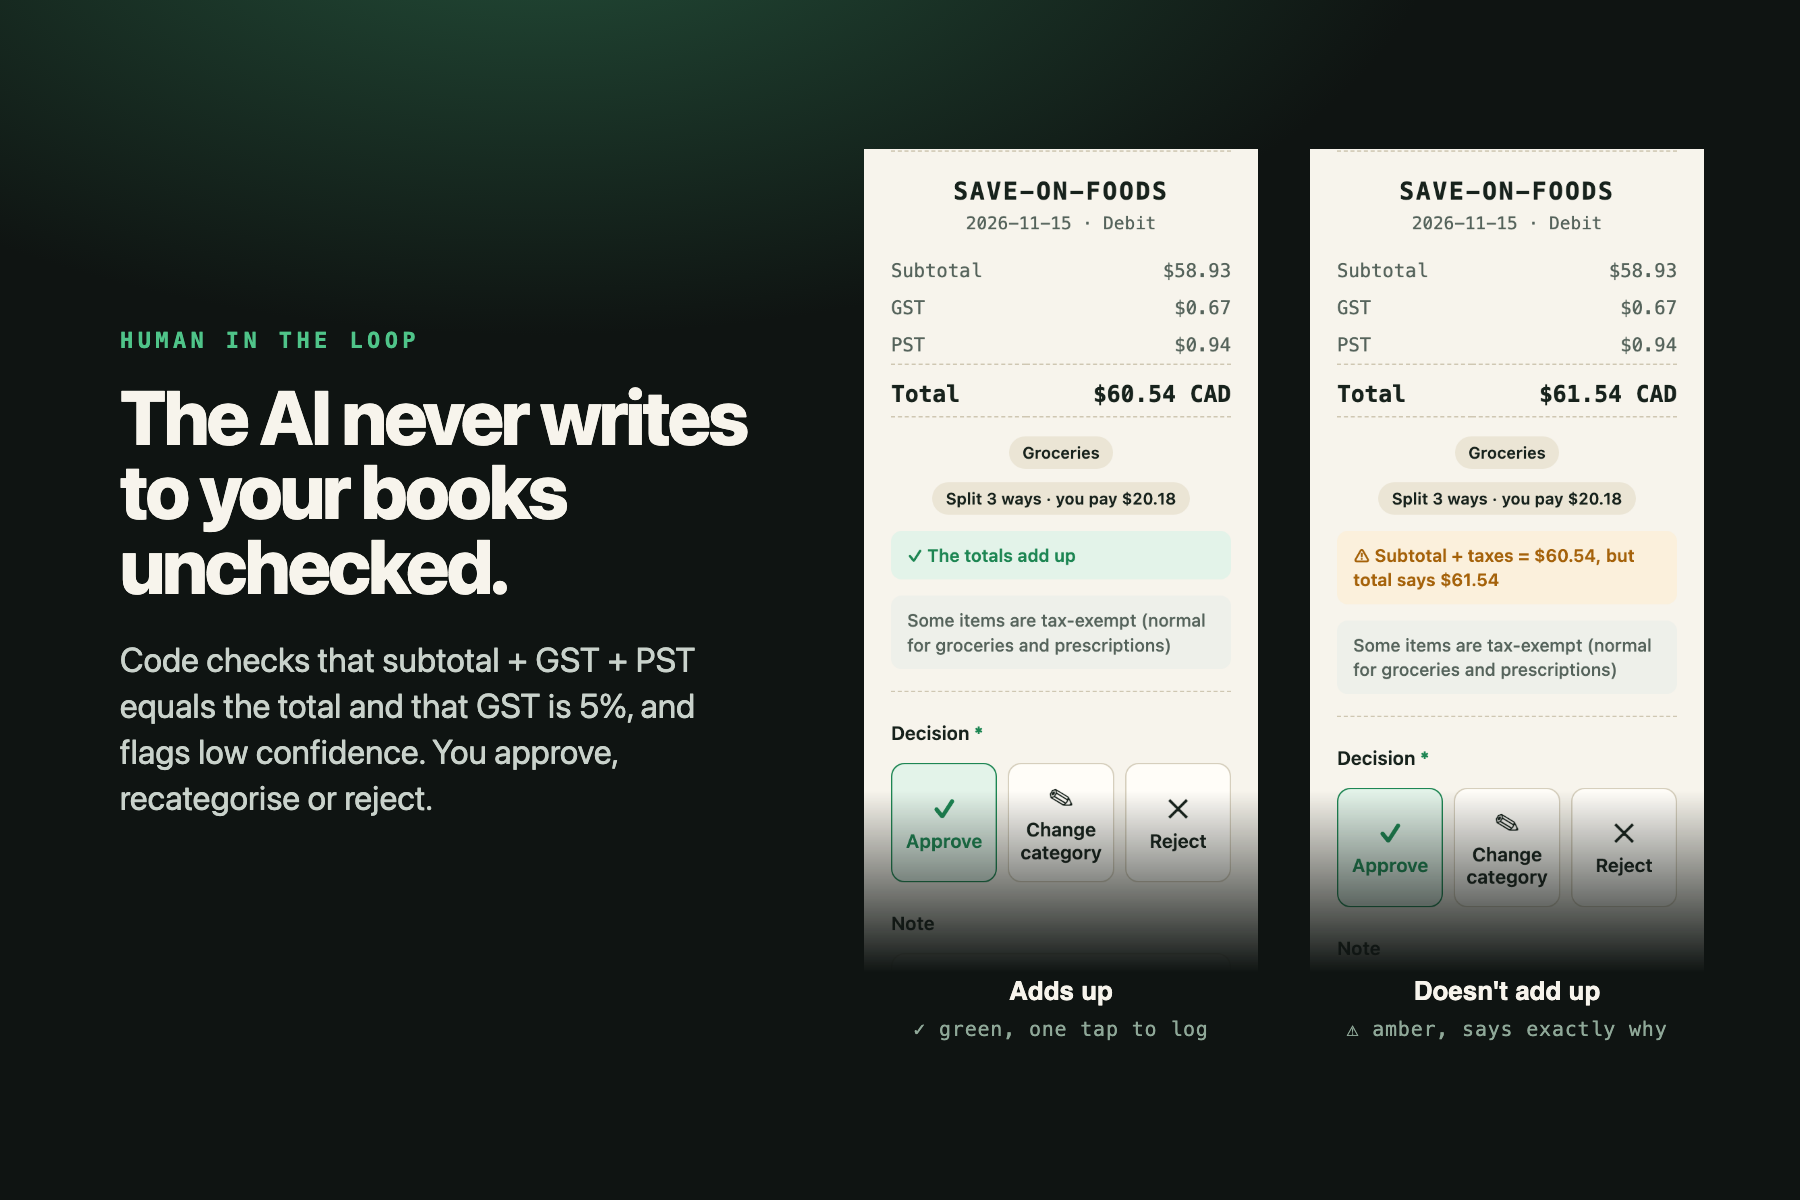 HUMAN IN THE LOOP
The AI never writes
to your books
unchecked.
Code checks that subtotal + GST + PST
equals the total and that GST is 5%, and
flags low confidence. You approve,
recategorise or reject.
SAVE-ON-FOODS
2026-11-15 · Debit
Subtotal $58.93
GST $0.67
PST $0.94
Total $60.54 CAD
Groceries
Split 3 ways · you pay $20.18
✓ The totals add up
Some items are tax-exempt (normal
for groceries and prescriptions)
Decision *
✓ Approve
✎ Change
category
✕ Reject
Note
Adds up
✓ green, one tap to log
SAVE-ON-FOODS
2026-11-15 · Debit
Subtotal $58.93
GST $0.67
PST $0.94
Total $61.54 CAD
Groceries
Split 3 ways · you pay $20.18
⚠ Subtotal + taxes = $60.54, but
total says $61.54
Some items are tax-exempt (normal
for groceries and prescriptions)
Decision *
✓ Approve
✎ Change
category
✕ Reject
Note
Doesn't add up
⚠ amber, says exactly why